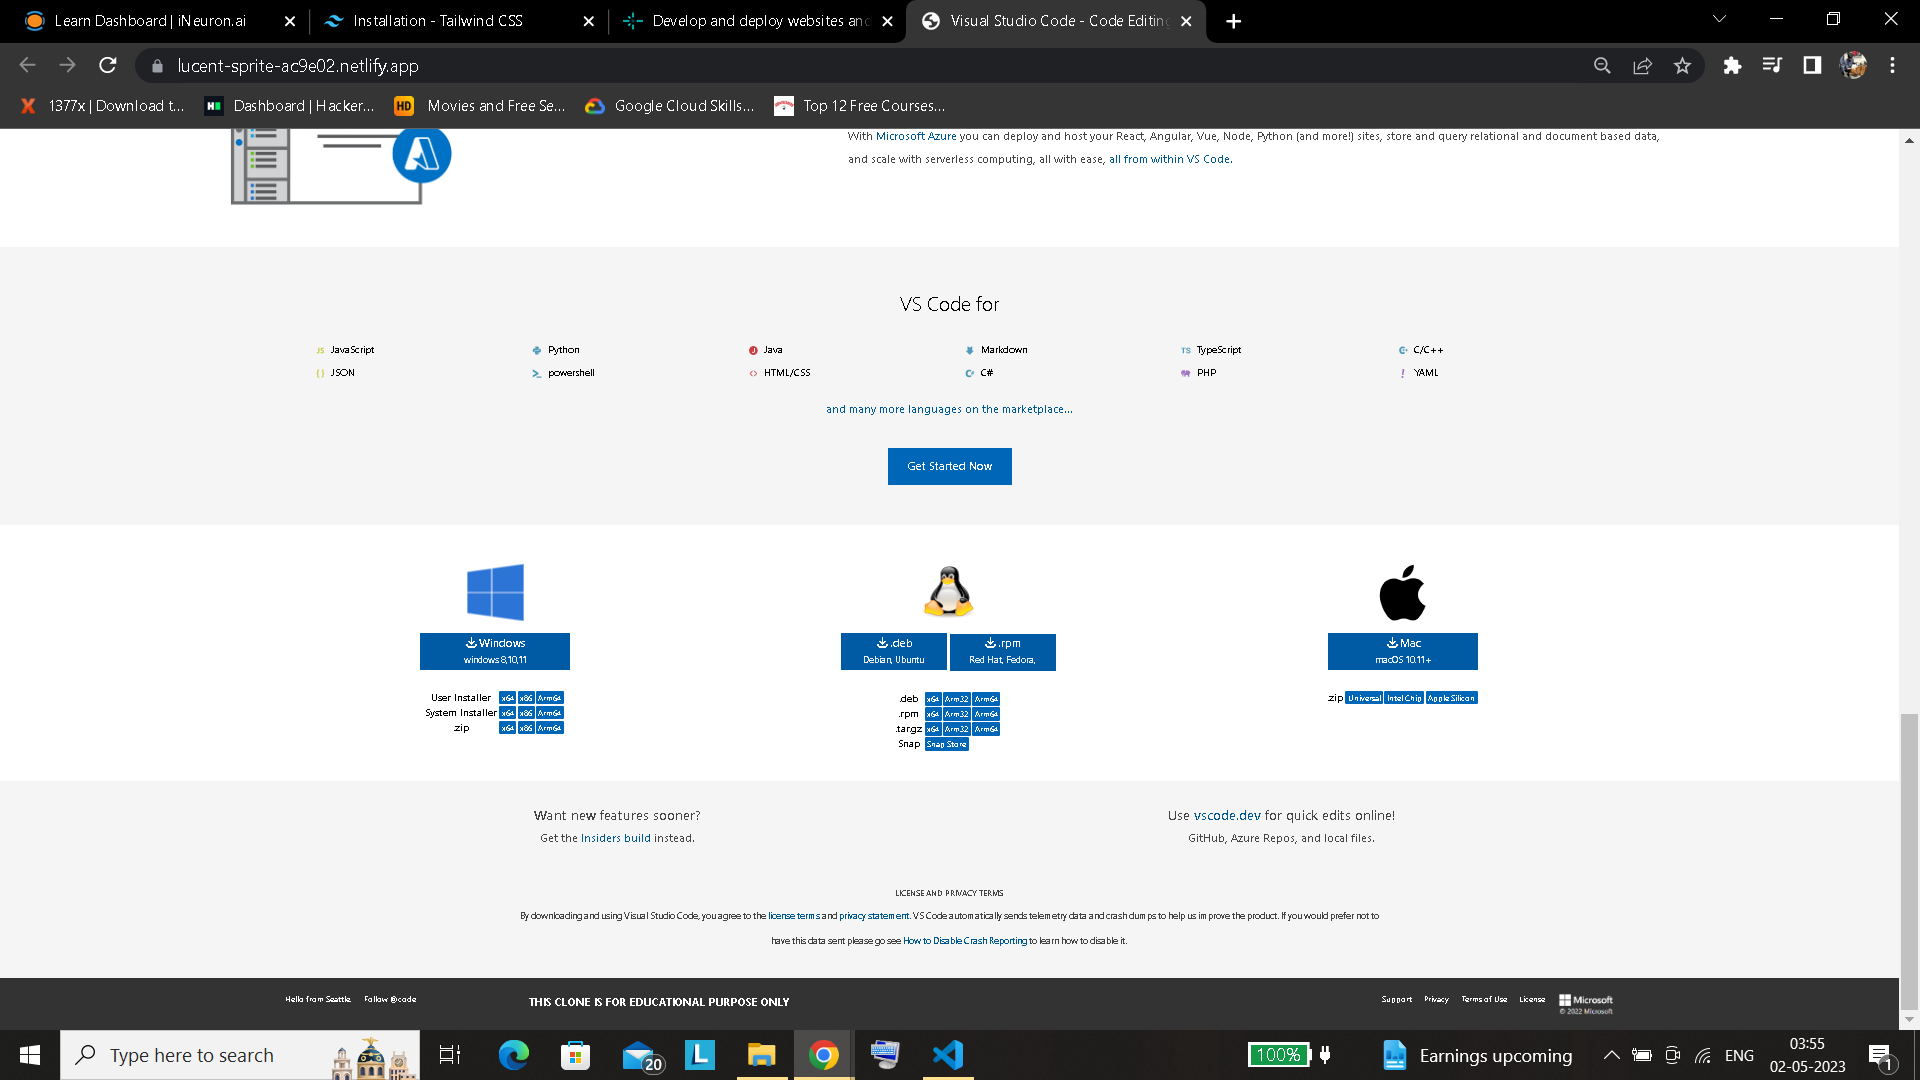 Learn Dashboard | iNeuron.ai
Installation - Tailwind CSS
Develop and deploy websites and
Visual Studio Code - Code Editing
lucent-sprite-ac9e02.netlify.app
1377x | Download t...
Dashboard | Hacker...
HD Movies and Free Se...
Google Cloud Skills...
Top 12 Free Courses...
With Microsoft Azure you can deploy and host your React, Angular, Vue, Node, Python (and more!) sites, store and query relational and document based data,
and scale with serverless computing, all with ease, all from within VS Code.
VS Code for
JS JavaScript
Python
Java
Markdown
TS TypeScript
C/C++
{} JSON
powershell
HTML/CSS
C#
PHP
YAML
and many more languages on the marketplace...
Get Started Now
Windows
windows 8,10,11
User Installer x64 x86 Arm64
System Installer x64 x86 Arm64
.zip x64 x86 Arm64
.deb
Debian, Ubuntu
.rpm
Red Hat, Fedora,
.deb x64 Arm32 Arm64
.rpm x64 Arm32 Arm64
.tar.gz x64 Arm32 Arm64
Snap Snap Store
Mac
macOS 10.11+
.zip Universal Intel Chip Apple Silicon
Want new features sooner?
Get the Insiders build instead.
Use vscode.dev for quick edits online!
GitHub, Azure Repos, and local files.
LICENSE AND PRIVACY TERMS
By downloading and using Visual Studio Code, you agree to the license terms and privacy statement. VS Code automatically sends telemetry data and crash dumps to help us improve the product. If you would prefer not to
have this data sent please go see How to Disable Crash Reporting to learn how to disable it.
Hello from Seattle. Follow @code
THIS CLONE IS FOR EDUCATIONAL PURPOSE ONLY
Support Privacy Terms of Use License
Microsoft
© 2022 Microsoft
Type here to search
20
L
100%
Earnings upcoming
ENG
03:55
02-05-2023
1